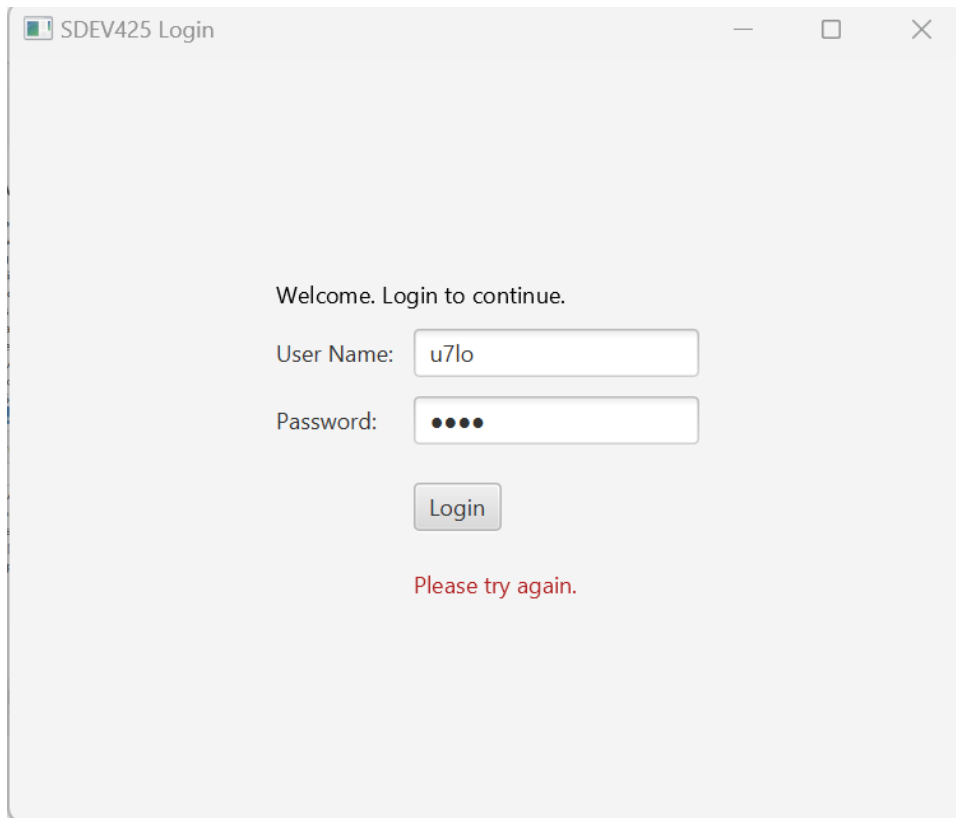 SDEV425 Login
Welcome. Login to continue.
User Name: u7lo
Password: ••••
Login
Please try again.